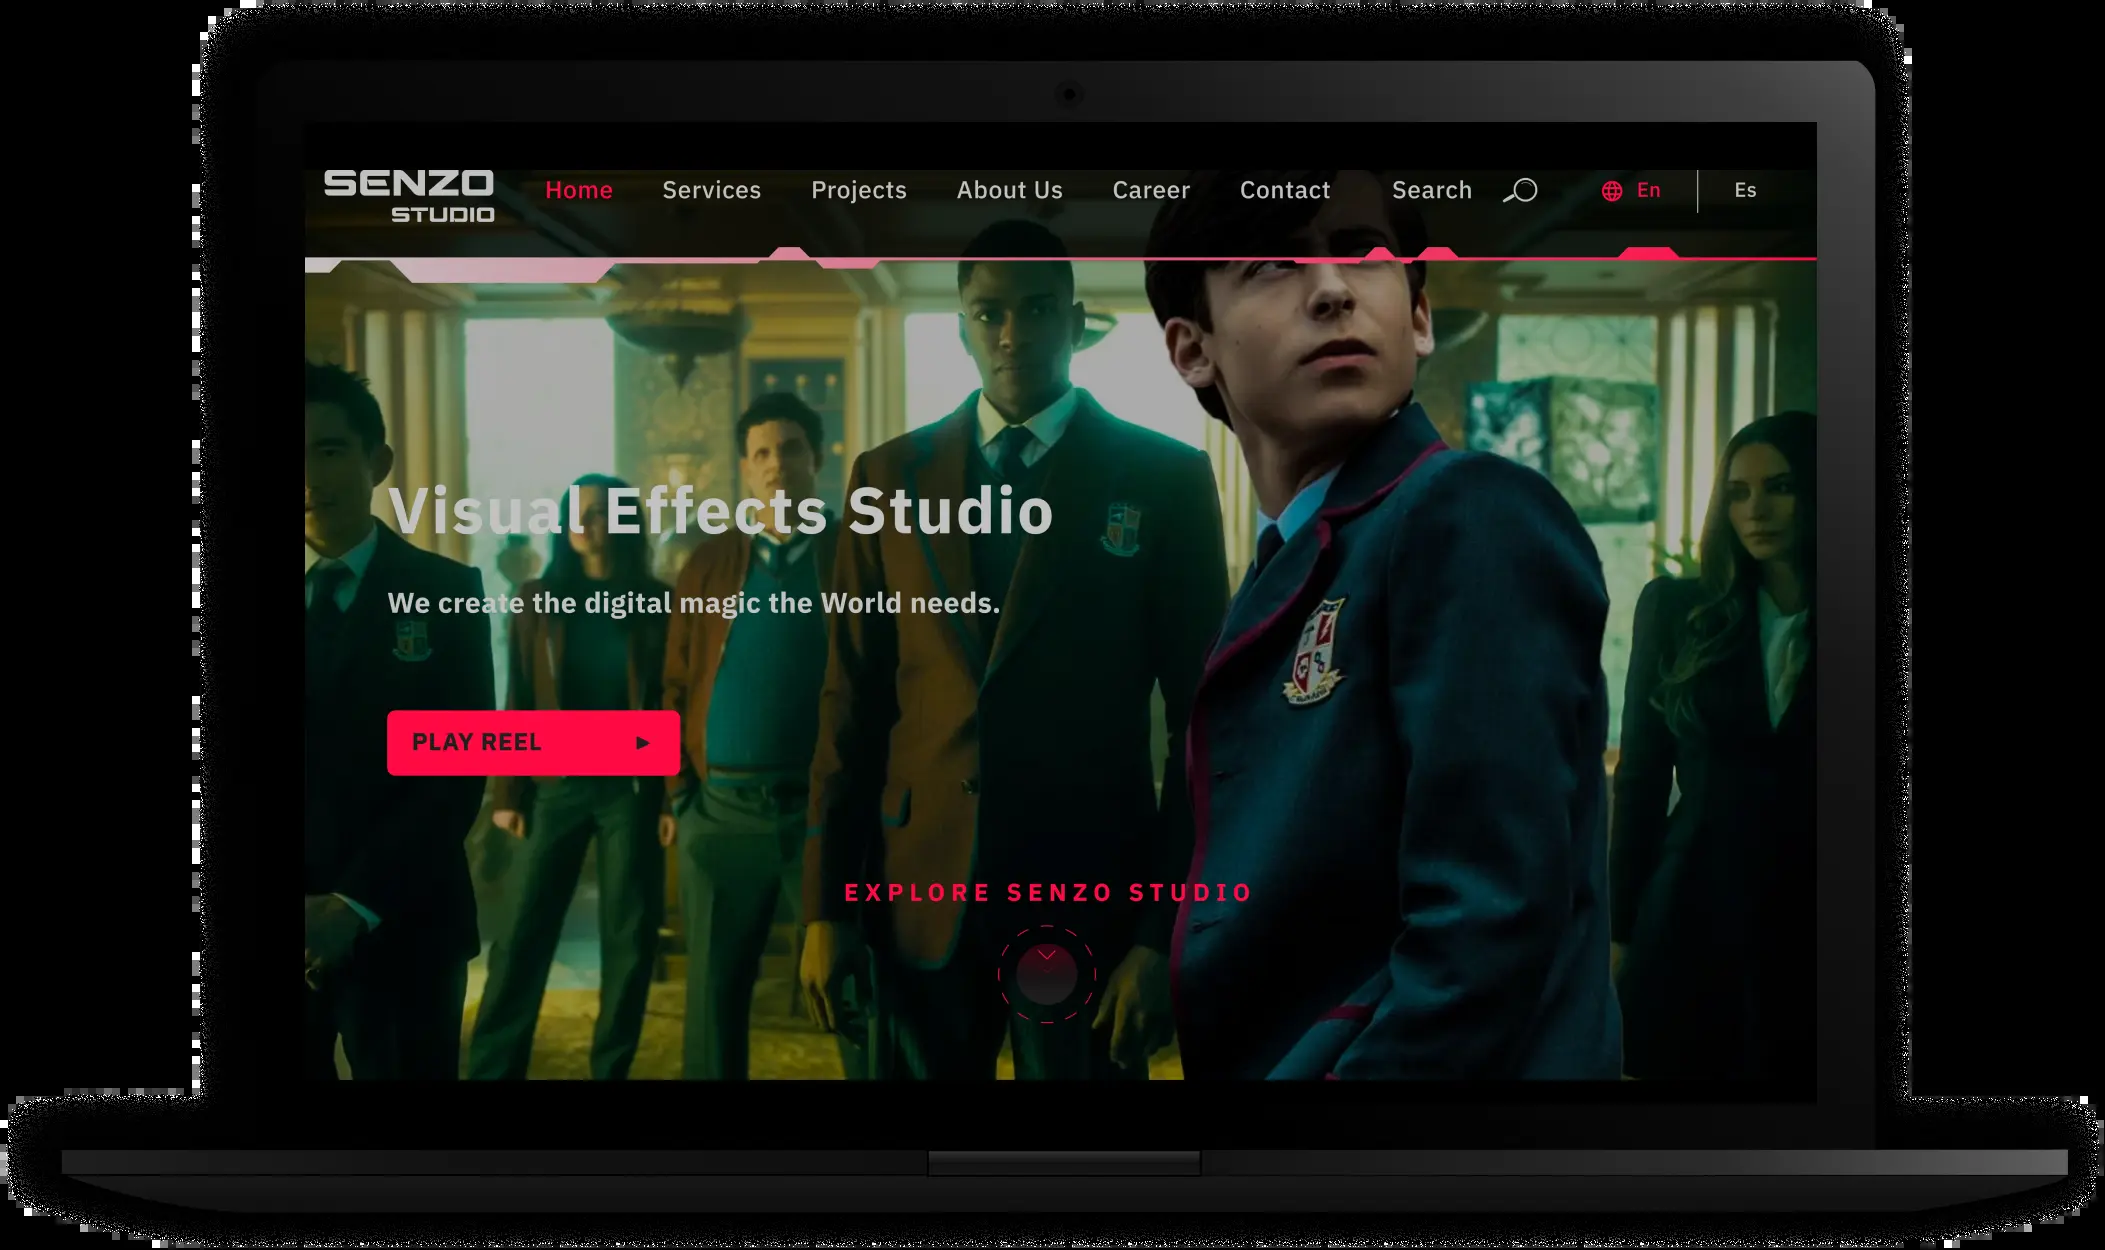 SENZO
STUDIO
Home Services Projects About Us Career Contact Search En Es
Visual Effects Studio
We create the digital magic the World needs.
PLAY REEL
EXPLORE SENZO STUDIO